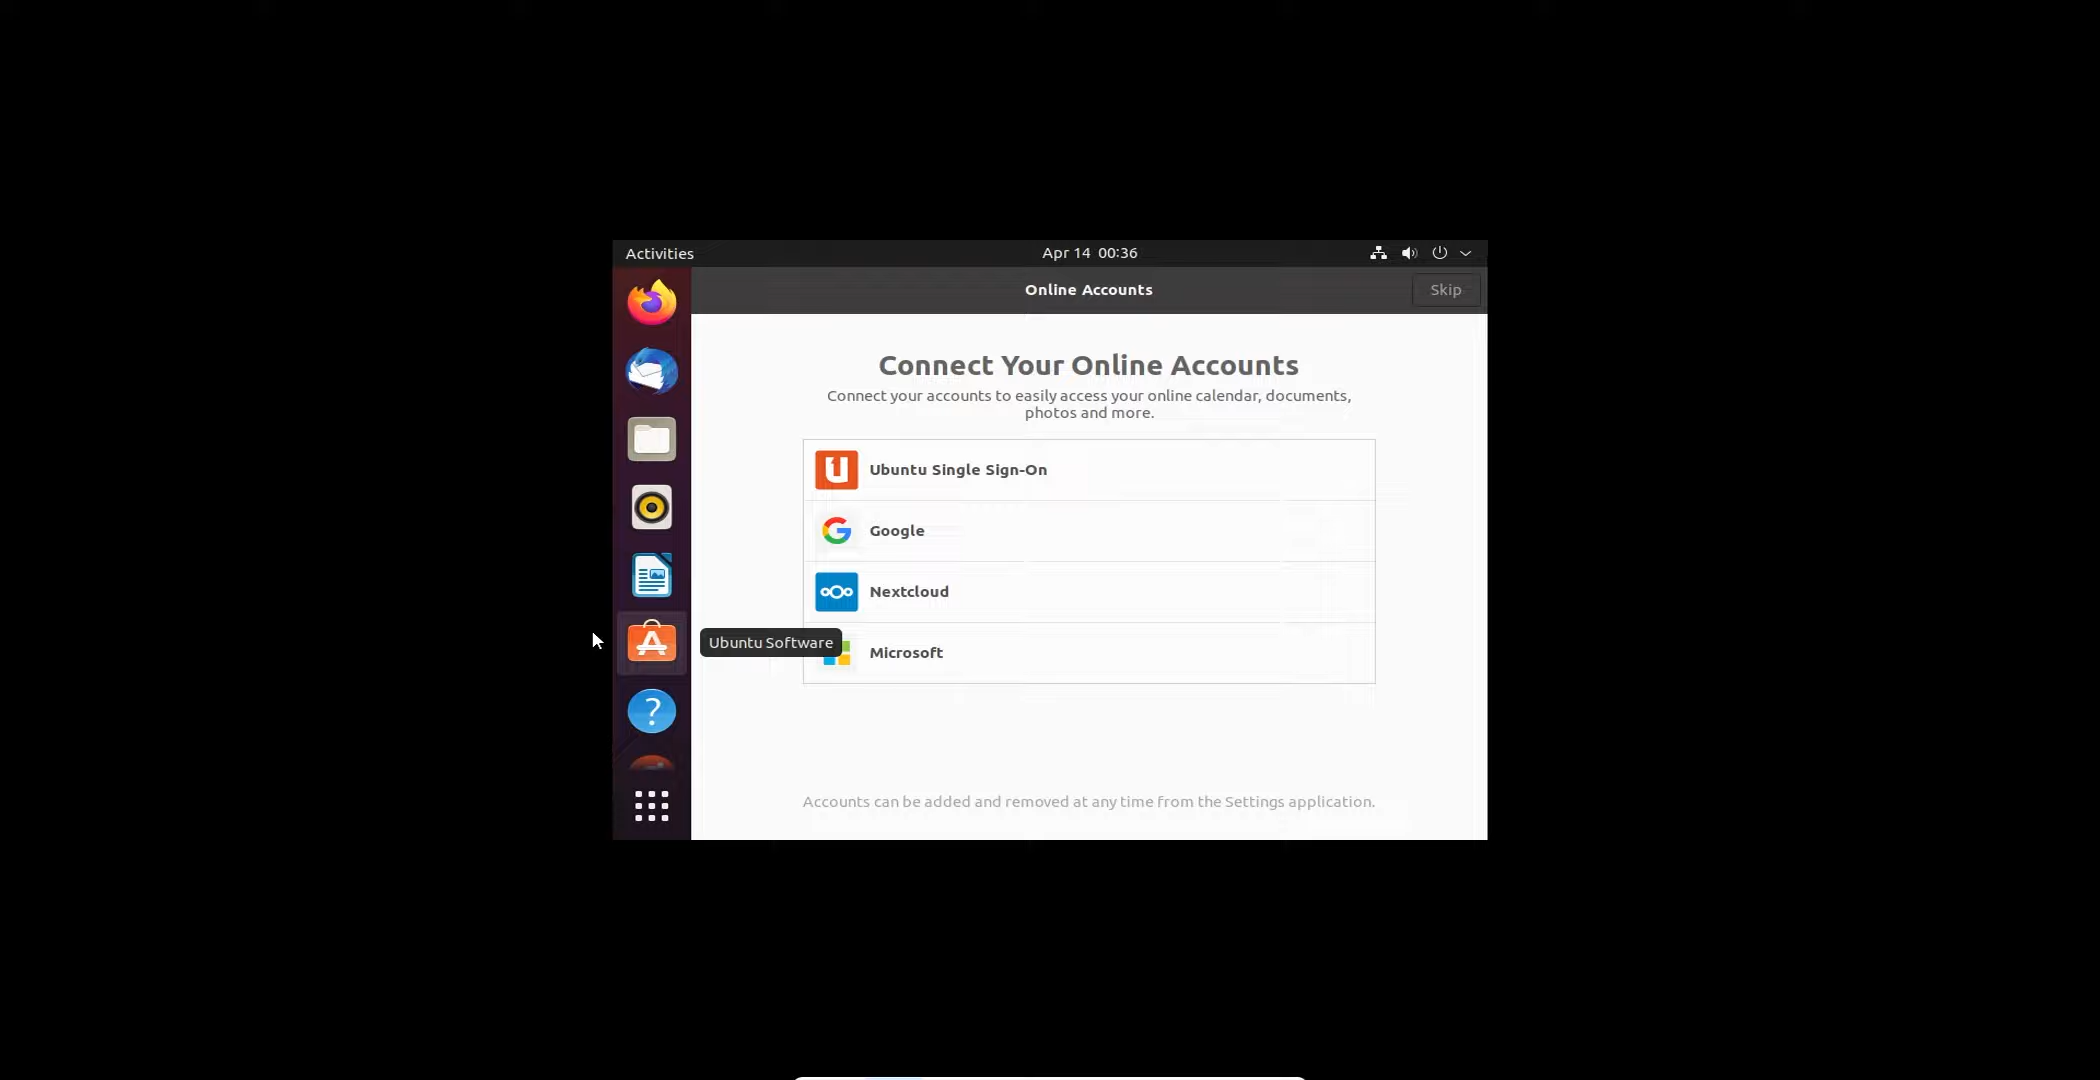 Activities
Apr 14 00:36
Online Accounts
Skip
Connect Your Online Accounts
Connect your accounts to easily access your online calendar, documents,
photos and more.
Ubuntu Single Sign-On
Google
Nextcloud
Ubuntu Software
Microsoft
Accounts can be added and removed at any time from the Settings application.